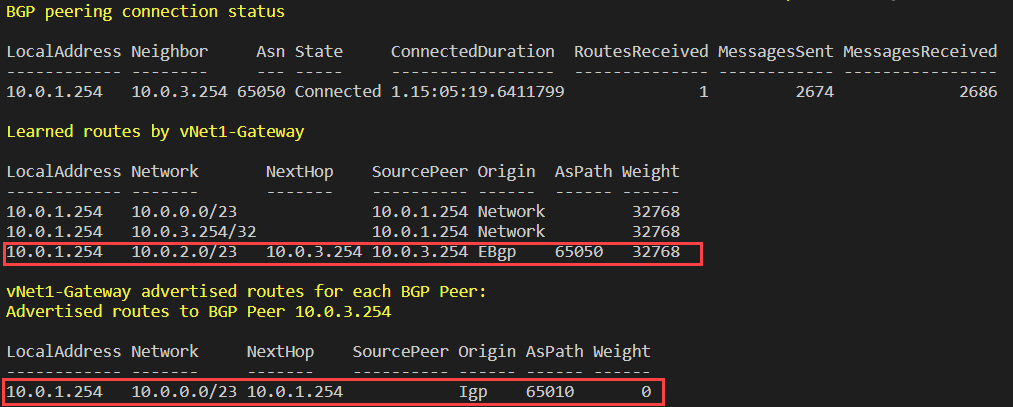 BGP peering connection status
LocalAddress Neighbor Asn State ConnectedDuration RoutesReceived MessagesSent MessagesReceived
------------ -------- --- ----- ----------------- -------------- ------------ ----------------
10.0.1.254 10.0.3.254 65050 Connected 1.15:05:19.6411799 1 2674 2686
Learned routes by vNet1-Gateway
LocalAddress Network NextHop SourcePeer Origin AsPath Weight
------------ ------- ------- ---------- ------ ------ ------
10.0.1.254 10.0.0.0/23 10.0.1.254 Network 32768
10.0.1.254 10.0.3.254/32 10.0.1.254 Network 32768
10.0.1.254 10.0.2.0/23 10.0.3.254 10.0.3.254 EBgp 65050 32768
vNet1-Gateway advertised routes for each BGP Peer:
Advertised routes to BGP Peer 10.0.3.254
LocalAddress Network NextHop SourcePeer Origin AsPath Weight
------------ ------- ------- ---------- ------ ------ ------
10.0.1.254 10.0.0.0/23 10.0.1.254 Igp 65010 0